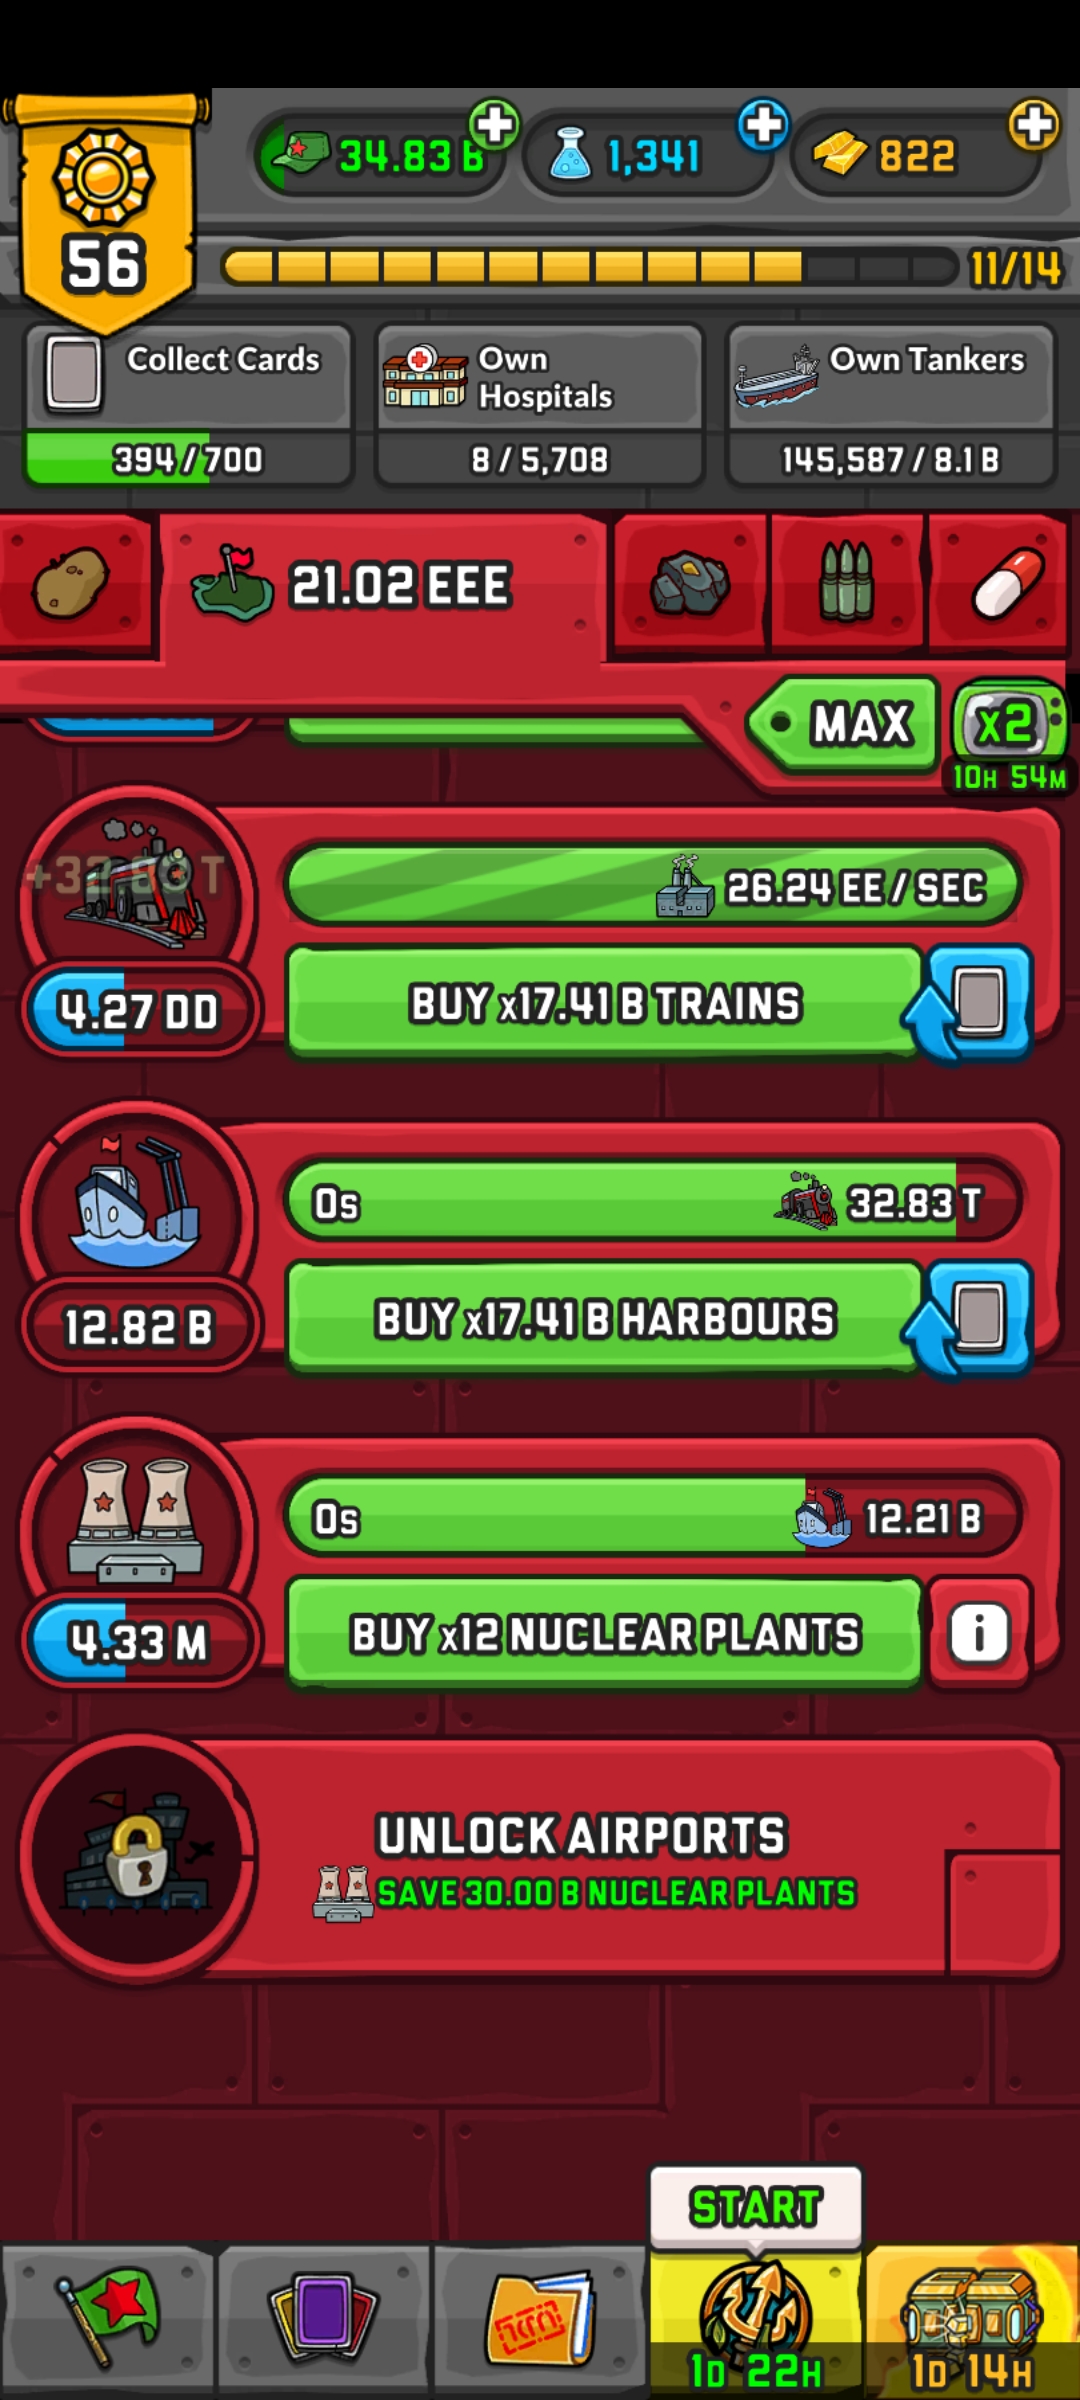 34.83 B
1,341
822
56
11/14
Collect Cards
394 / 700
Own
Hospitals
8 / 5,708
Own Tankers
145,587 / 8.1 B
21.02 EEE
MAX
x2
10H 54M
+32.83 T
26.24 EE / SEC
4.27 DD
BUY x17.41 B TRAINS
0s
32.83 T
12.82 B
BUY x17.41 B HARBOURS
0s
12.21 B
4.33 M
BUY x12 NUCLEAR PLANTS
i
UNLOCK AIRPORTS
SAVE 30.00 B NUCLEAR PLANTS
START
1D 22H
1D 14H